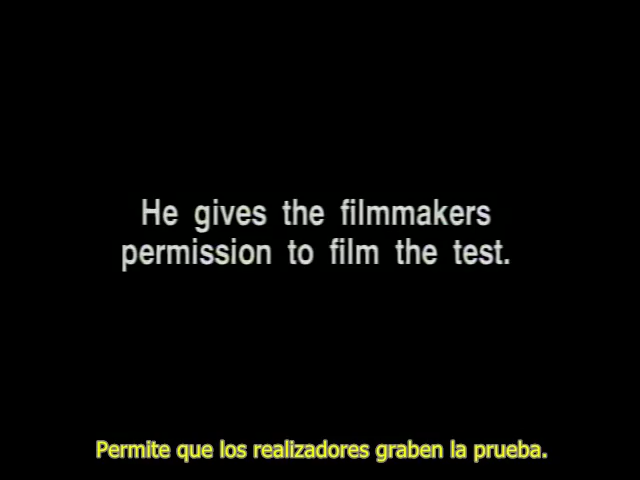 He gives the filmmakers
permission to film the test.
Permite que los realizadores graben la prueba.